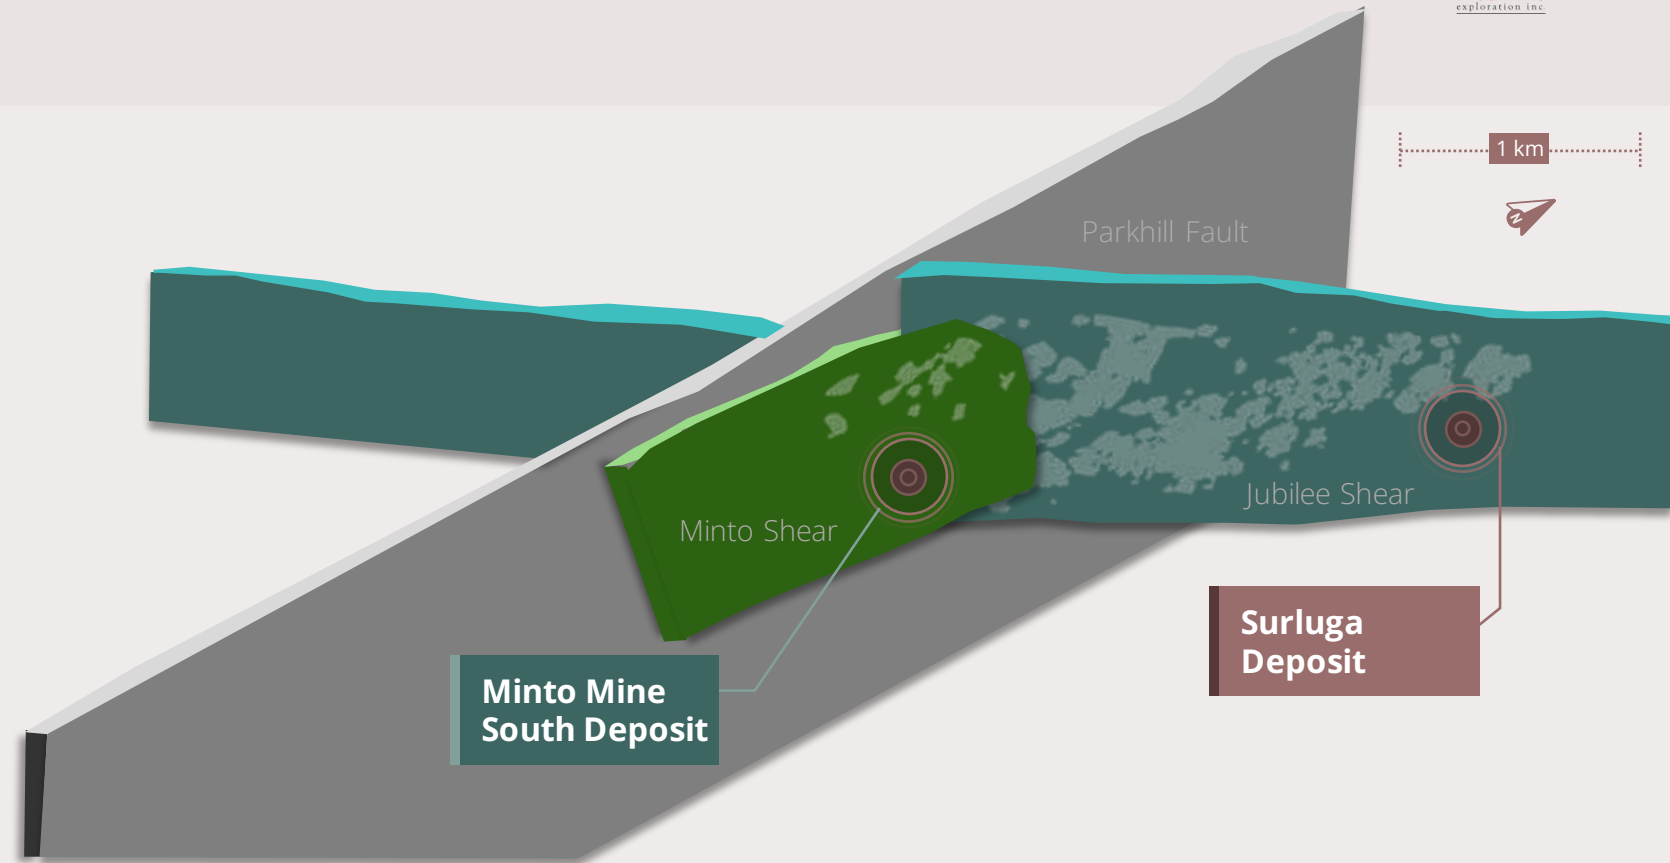 exploration inc
1 km
N
Parkhill Fault
Jubilee Shear
Minto Shear
Surluga
Deposit
Minto Mine
South Deposit